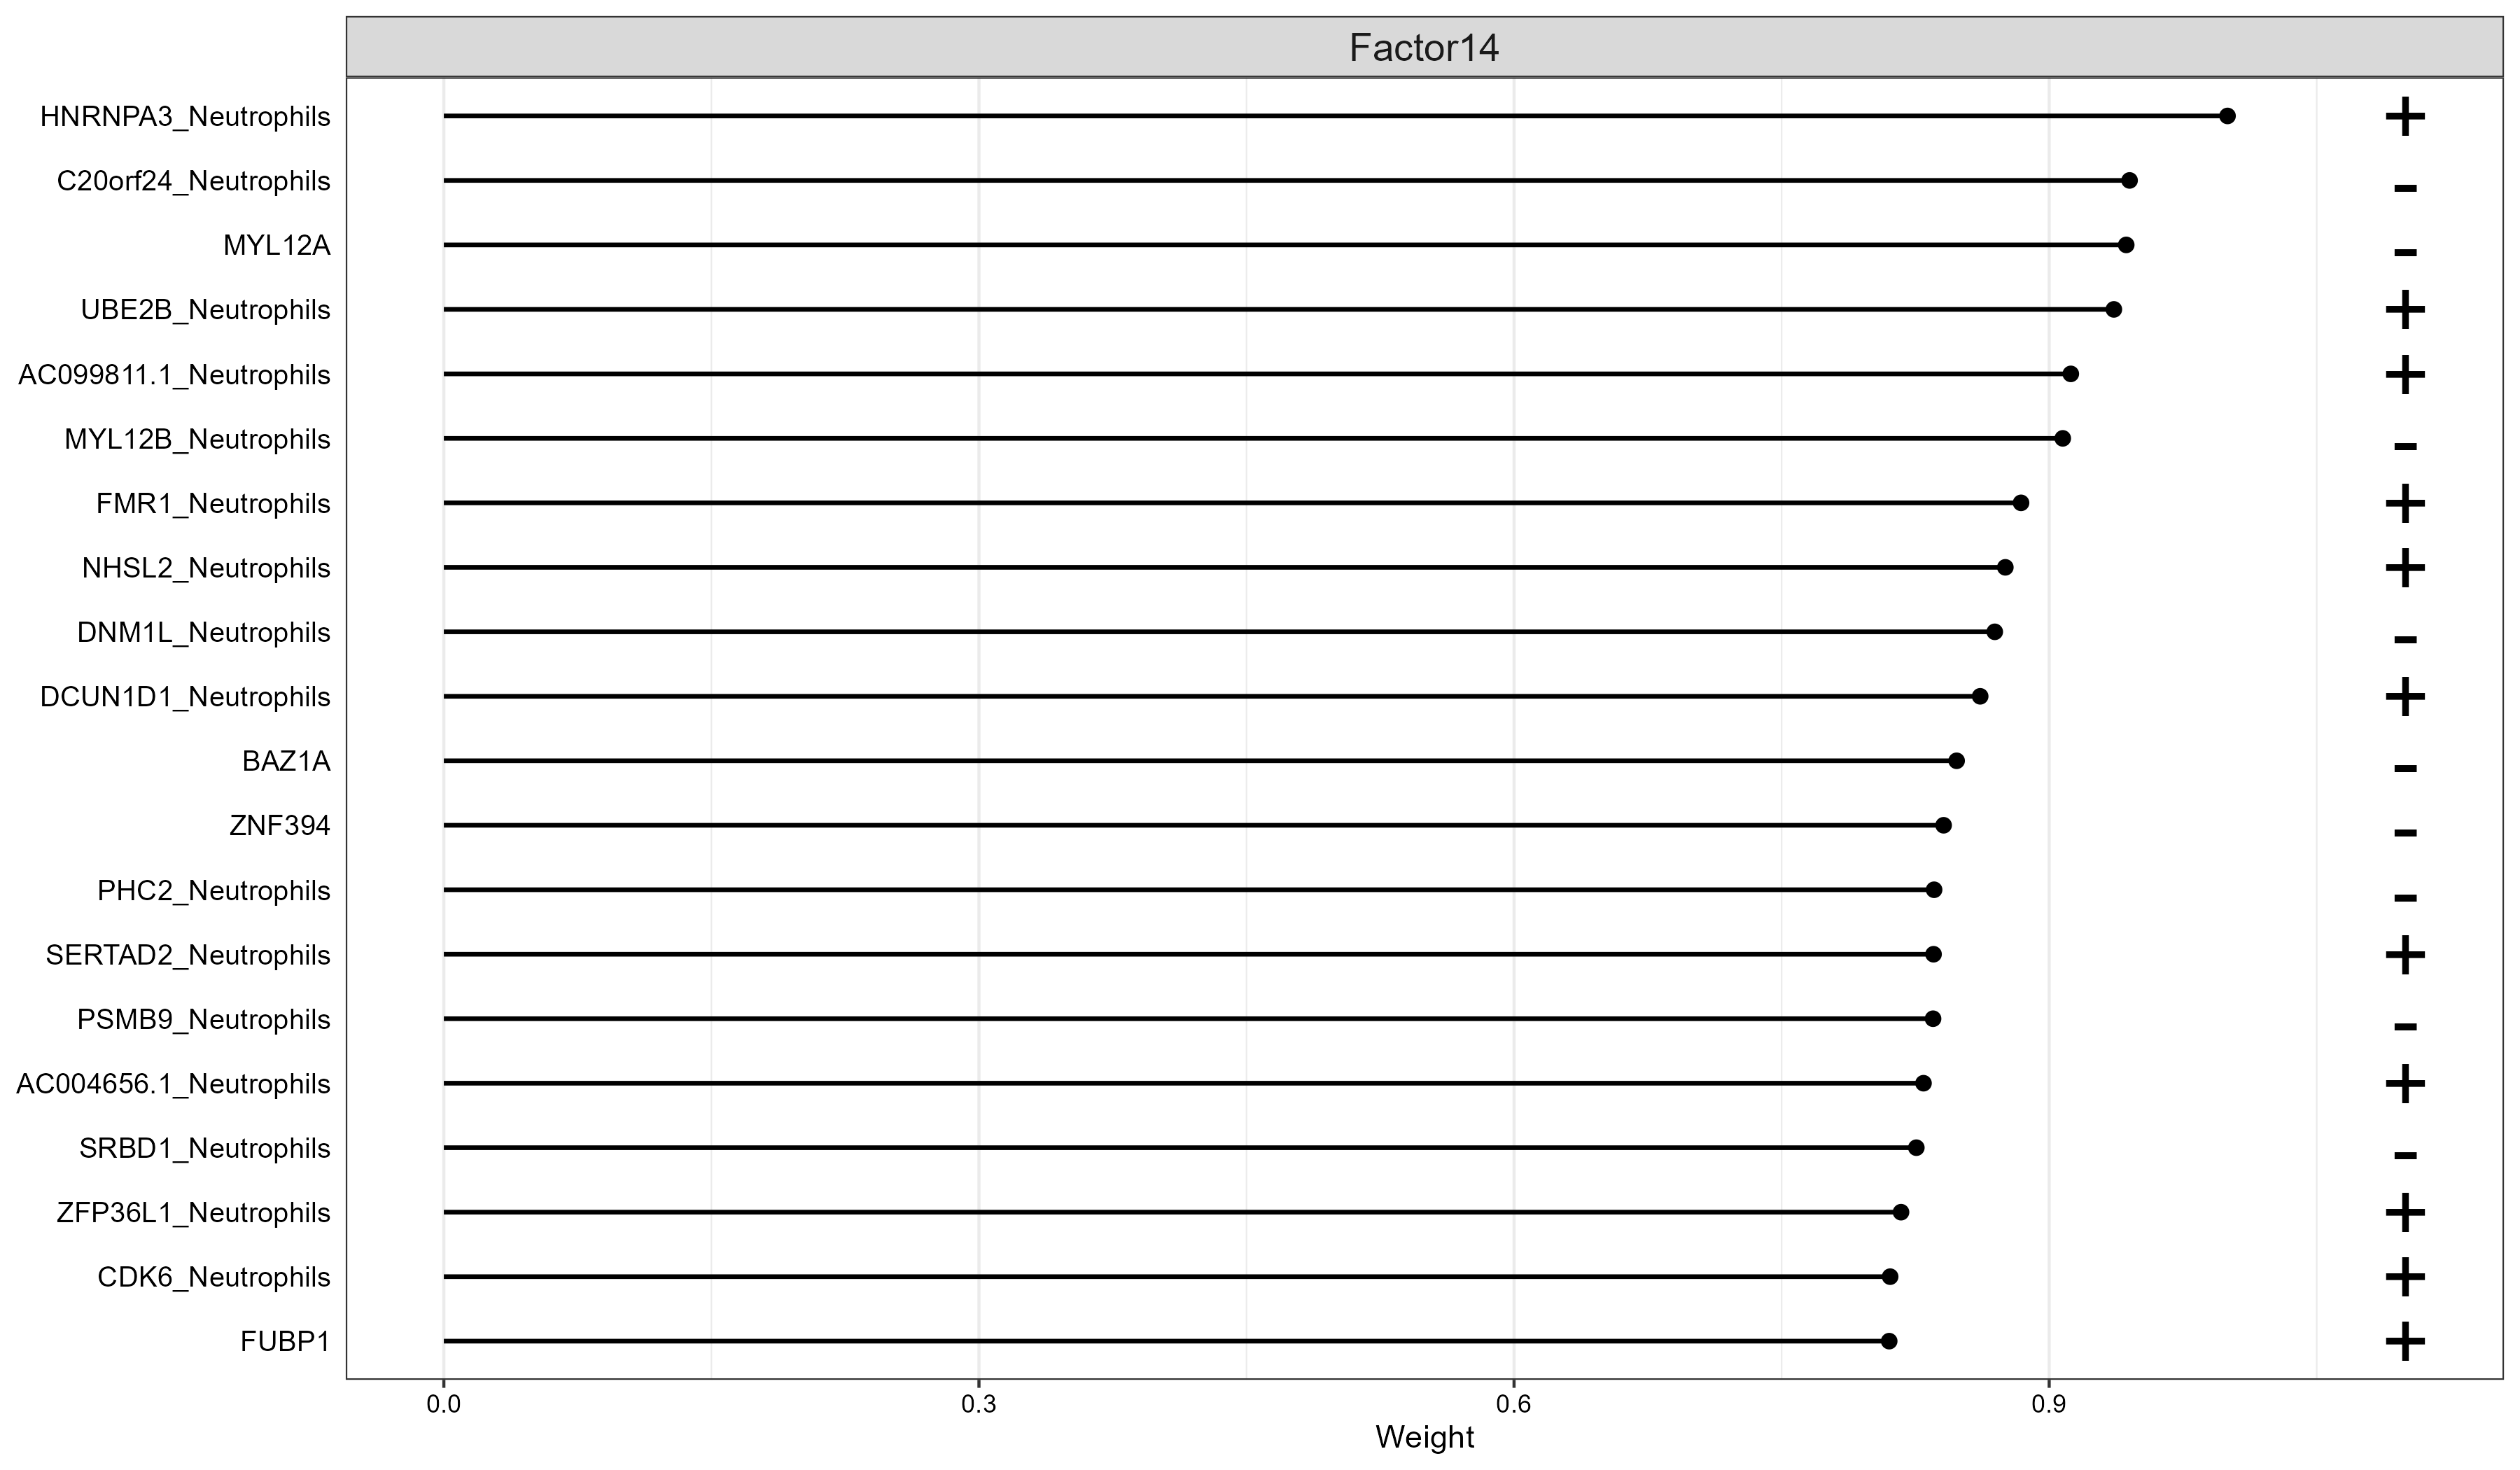 Factor14
HNRNPA3_Neutrophils +
C20orf24_Neutrophils -
MYL12A -
UBE2B_Neutrophils +
AC099811.1_Neutrophils +
MYL12B_Neutrophils -
FMR1_Neutrophils +
NHSL2_Neutrophils +
DNM1L_Neutrophils -
DCUN1D1_Neutrophils +
BAZ1A -
ZNF394 -
PHC2_Neutrophils -
SERTAD2_Neutrophils +
PSMB9_Neutrophils -
AC004656.1_Neutrophils +
SRBD1_Neutrophils -
ZFP36L1_Neutrophils +
CDK6_Neutrophils +
FUBP1 +
0.0 0.3 0.6 0.9
Weight